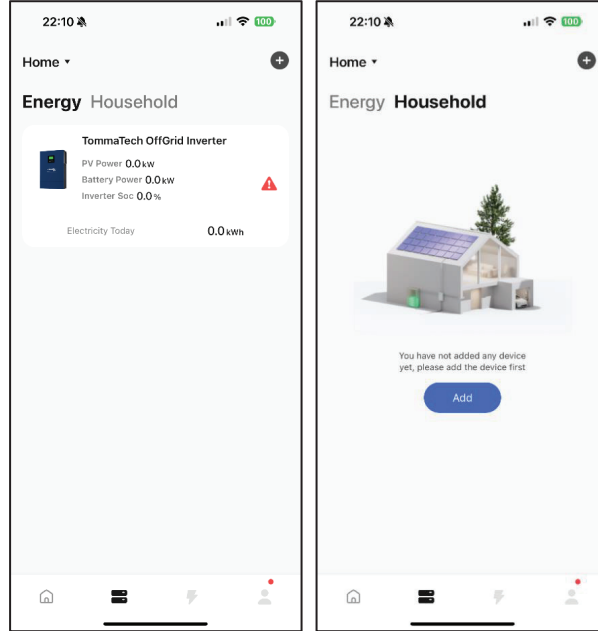 22:10
100
Home
Energy Household
TommaTech OffGrid Inverter
PV Power 0.0 kW
Battery Power 0.0 kW
Inverter Soc 0.0 %
Electricity Today 0.0 kWh
22:10
100
Home
Energy Household
You have not added any device
yet, please add the device first
Add